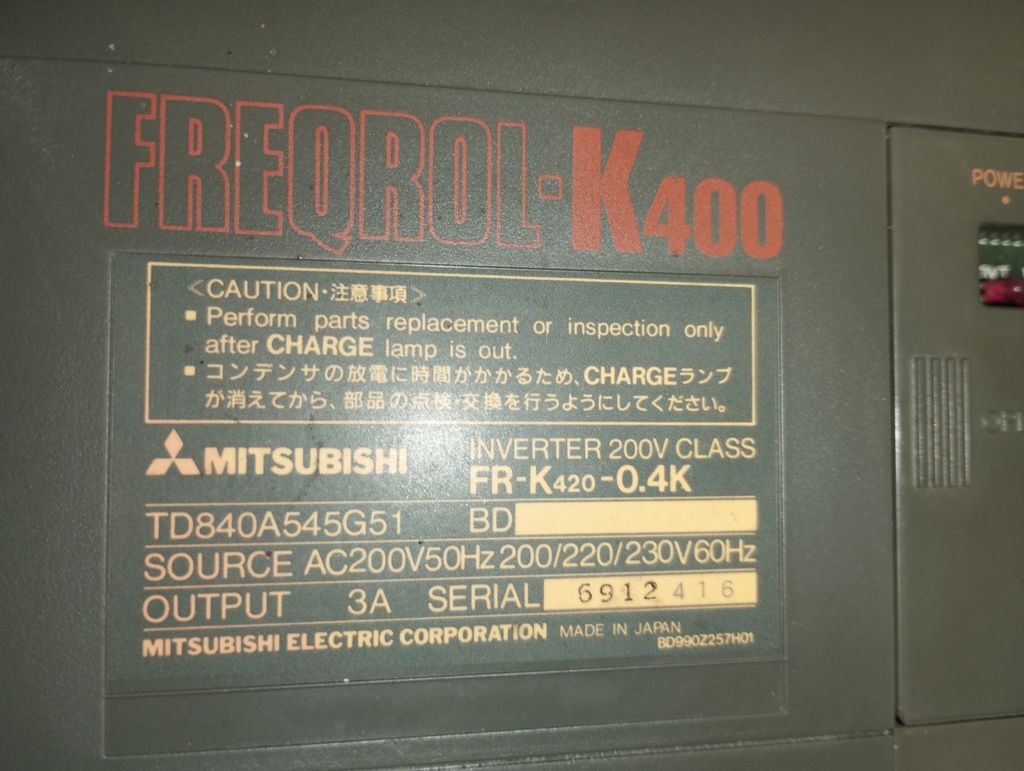 FREQROL-K400
POWE
<CAUTION・注意事項>
■ Perform parts replacement or inspection only
after CHARGE lamp is out.
■ コンデンサの放電に時間がかかるため、CHARGEランプ
が消えてから、部品の点検・交換を行うようにしてください。
MITSUBISHI
INVERTER 200V CLASS
FR-K420-0.4K
TD840A545G51 BD
SOURCE AC200V50Hz 200/220/230V60Hz
OUTPUT 3A SERIAL 6912416
MITSUBISHI ELECTRIC CORPORATION MADE IN JAPAN
BD990Z257H01